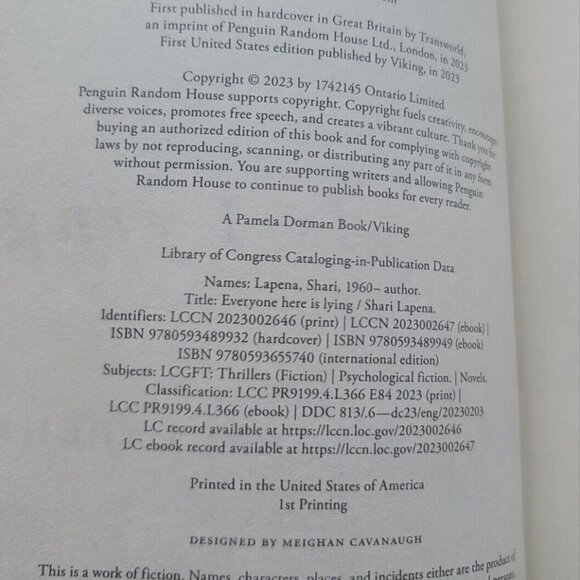 First published in hardcover in Great Britain by Transworld,
an imprint of Penguin Random House Ltd., London, in 2023
First United States edition published by Viking, in 2023
Copyright © 2023 by 1742145 Ontario Limited
Penguin Random House supports copyright. Copyright fuels creativity, encourages
diverse voices, promotes free speech, and creates a vibrant culture. Thank you for
buying an authorized edition of this book and for complying with copyright
laws by not reproducing, scanning, or distributing any part of it in any form
without permission. You are supporting writers and allowing Penguin
Random House to continue to publish books for every reader.
A Pamela Dorman Book/Viking
Library of Congress Cataloging-in-Publication Data
Names: Lapena, Shari, 1960– author.
Title: Everyone here is lying / Shari Lapena.
Identifiers: LCCN 2023002646 (print) | LCCN 2023002647 (ebook) |
ISBN 9780593489932 (hardcover) | ISBN 9780593489949 (ebook)
ISBN 9780593655740 (international edition)
Subjects: LCGFT: Thrillers (Fiction) | Psychological fiction. | Novels.
Classification: LCC PR9199.4.L366 E84 2023 (print) |
LCC PR9199.4.L366 (ebook) | DDC 813/.6—dc23/eng/20230203
LC record available at https://lccn.loc.gov/2023002646
LC ebook record available at https://lccn.loc.gov/2023002647
Printed in the United States of America
1st Printing
DESIGNED BY MEIGHAN CAVANAUGH
This is a work of fiction. Names, characters, places, and incidents either are the product of